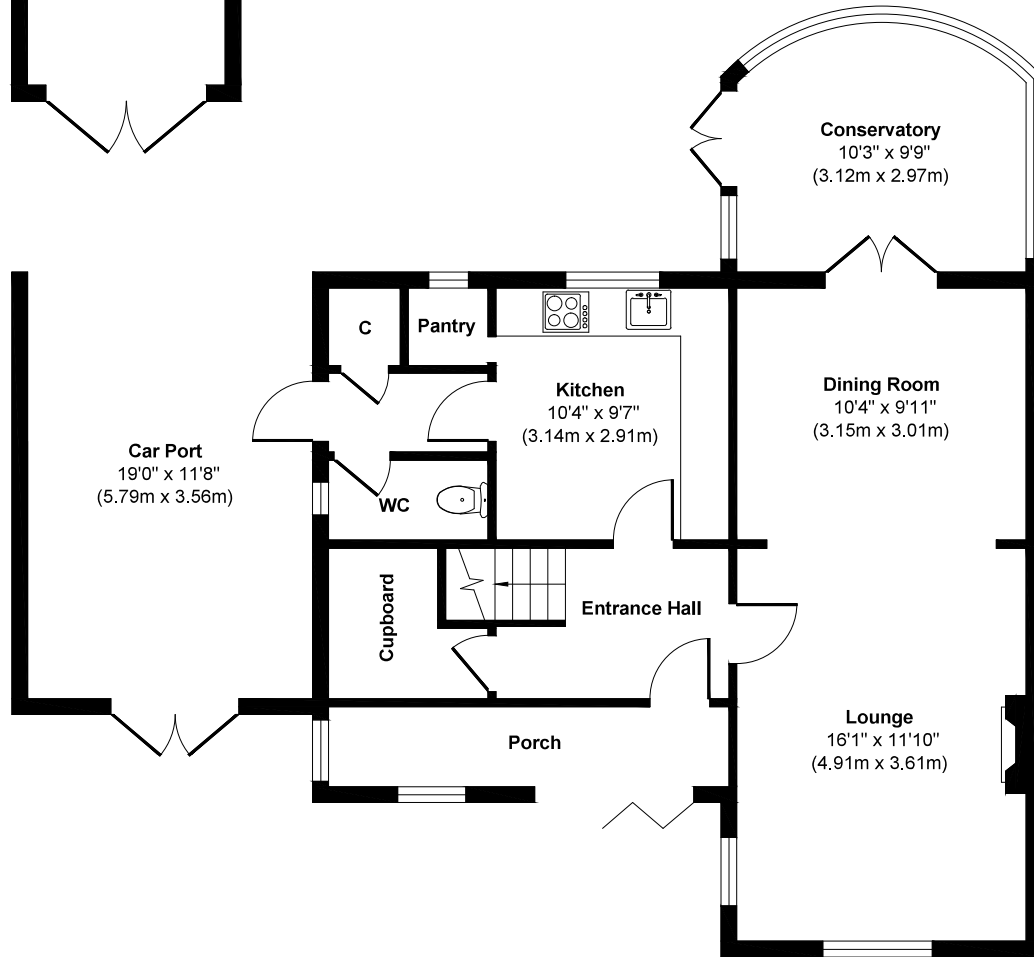 Conservatory
10'3" x 9'9"
(3.12m x 2.97m)
C
Pantry
Kitchen
10'4" x 9'7"
(3.14m x 2.91m)
Dining Room
10'4" x 9'11"
(3.15m x 3.01m)
Car Port
19'0" x 11'8"
(5.79m x 3.56m)
WC
Cupboard
Entrance Hall
Porch
Lounge
16'1" x 11'10"
(4.91m x 3.61m)